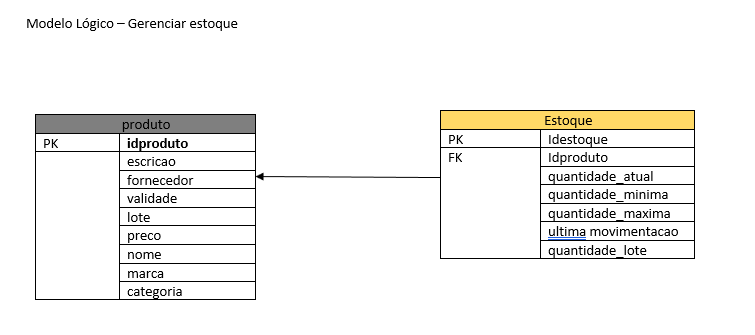 Modelo Lógico – Gerenciar estoque
produto
PK idproduto
escricao
fornecedor
validade
lote
preco
nome
marca
categoria
Estoque
PK Idestoque
FK Idproduto
quantidade_atual
quantidade_minima
quantidade_maxima
ultima movimentacao
quantidade_lote